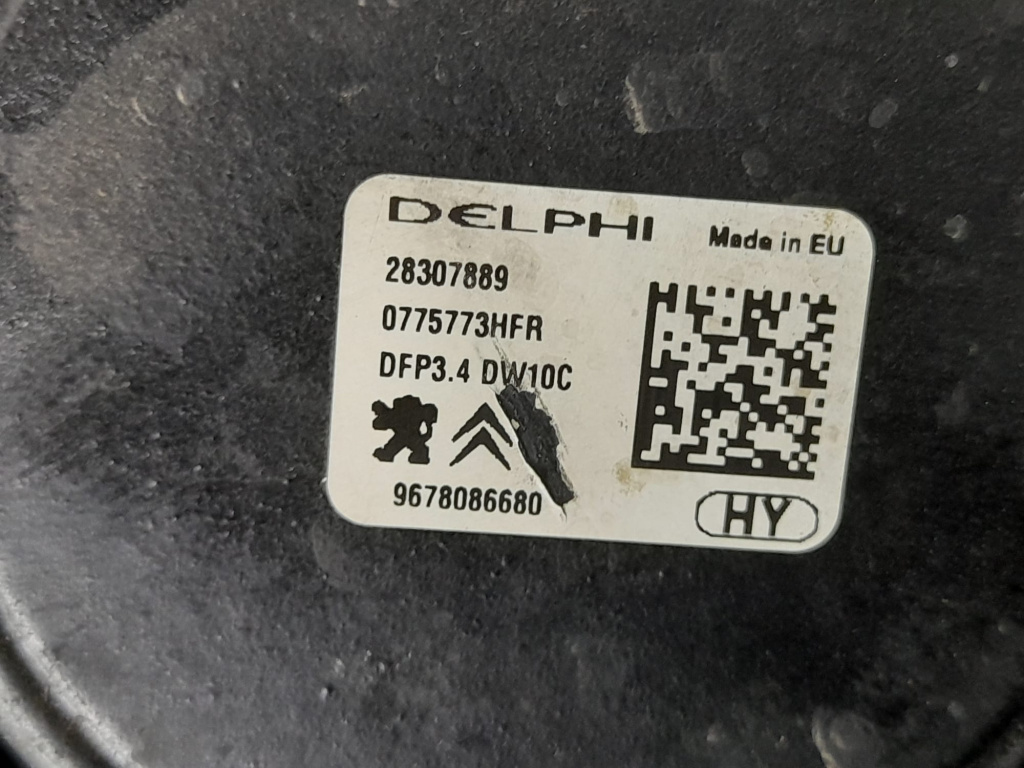 DELPHI
Made in EU
28307889
0775773HFR
DFP3.4 DW10C
9678086680
HY